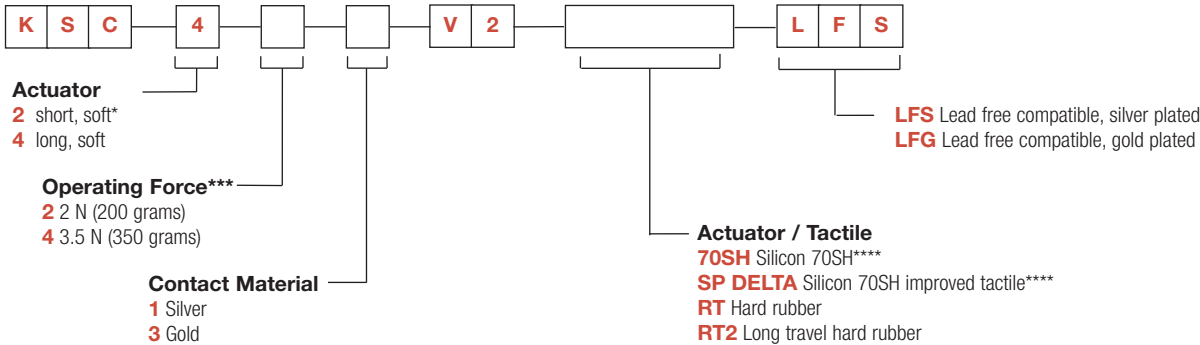 K S C 4 V 2 L F S
Actuator
2 short, soft*
4 long, soft
LFS Lead free compatible, silver plated
LFG Lead free compatible, gold plated
Operating Force***
2 2 N (200 grams)
4 3.5 N (350 grams)
Actuator / Tactile
70SH Silicon 70SH****
SP DELTA Silicon 70SH improved tactile****
RT Hard rubber
RT2 Long travel hard rubber
Contact Material
1 Silver
3 Gold